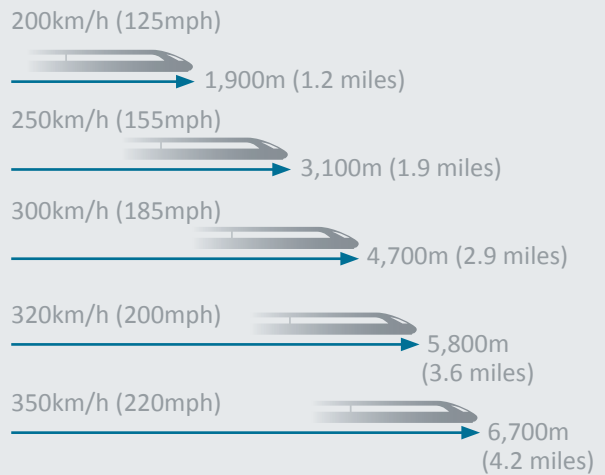 200km/h (125mph)
1,900m (1.2 miles)
250km/h (155mph)
3,100m (1.9 miles)
300km/h (185mph)
4,700m (2.9 miles)
320km/h (200mph)
5,800m
(3.6 miles)
350km/h (220mph)
6,700m
(4.2 miles)